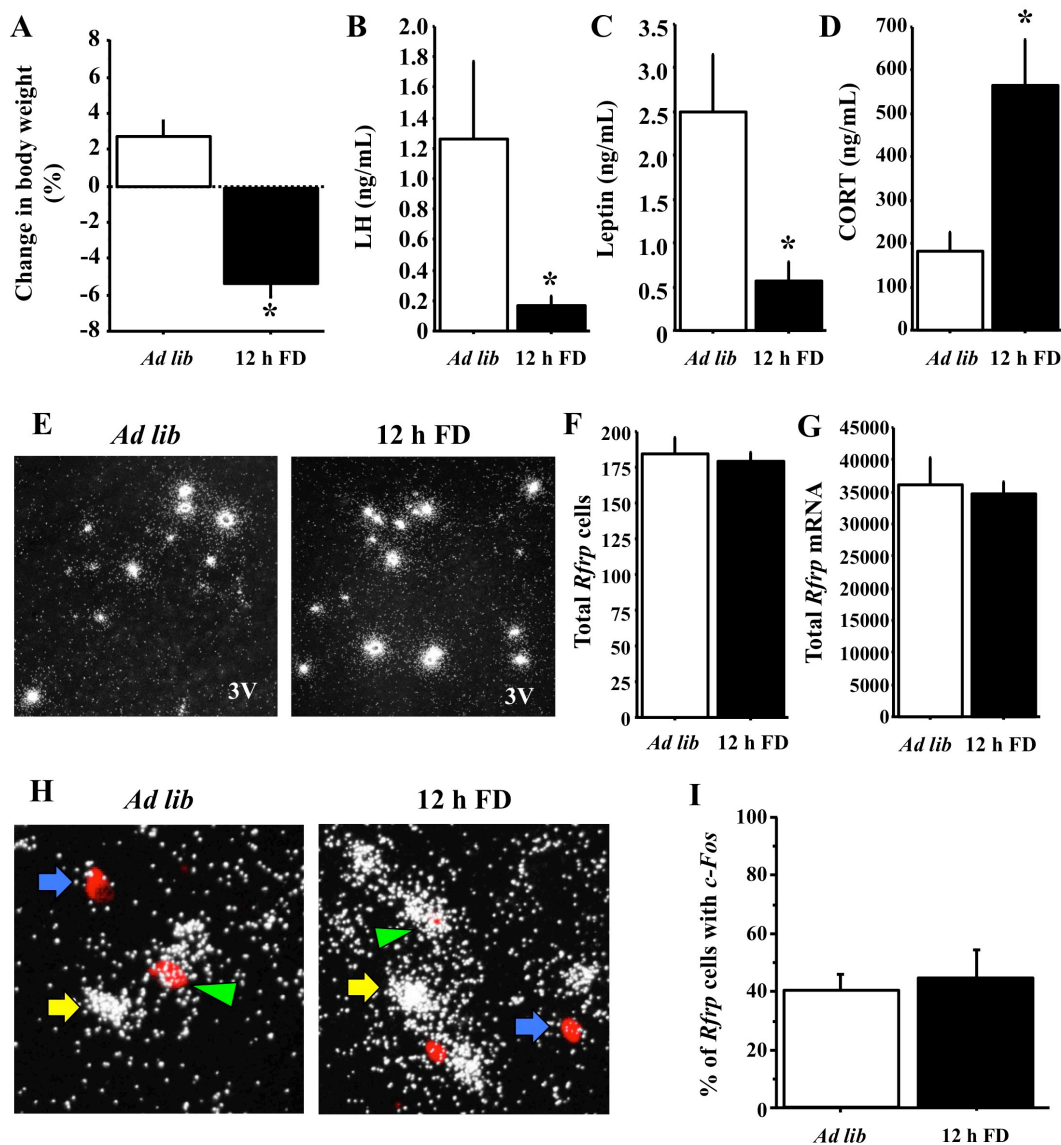 A
Change in body weight
(%)
8
6
4
2
0
-2
-4
-6
-8
*
Ad lib
12 h FD
B
LH (ng/mL)
2.0
1.8
1.6
1.4
1.2
1.0
0.8
0.6
0.4
0.2
0
*
Ad lib
12 h FD
C
Leptin (ng/mL)
3.5
3.0
2.5
2.0
1.5
1.0
0.5
0
*
Ad lib
12 h FD
D
CORT (ng/mL)
700
600
500
400
300
200
100
0
*
Ad lib
12 h FD
E
Ad lib
12 h FD
3V
3V
F
Total Rfrp cells
200
175
150
125
100
75
50
25
0
Ad lib
12 h FD
G
Total Rfrp mRNA
45000
40000
35000
30000
25000
20000
15000
10000
5000
0
Ad lib
12 h FD
H
Ad lib
12 h FD
I
% of Rfrp cells with c-Fos
100
80
60
40
20
0
Ad lib
12 h FD